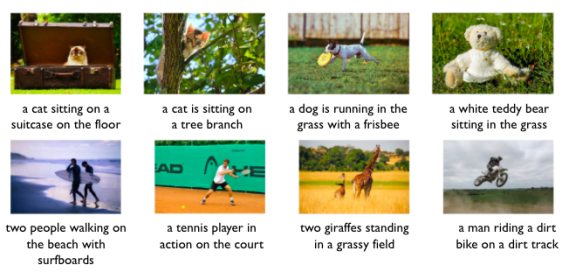 a cat sitting on a
suitcase on the floor
a cat is sitting on
a tree branch
a dog is running in the
grass with a frisbee
a white teddy bear
sitting in the grass
EAD
HE
two people walking on
the beach with
surfboards
a tennis player in
action on the court
two giraffes standing
in a grassy field
a man riding a dirt
bike on a dirt track